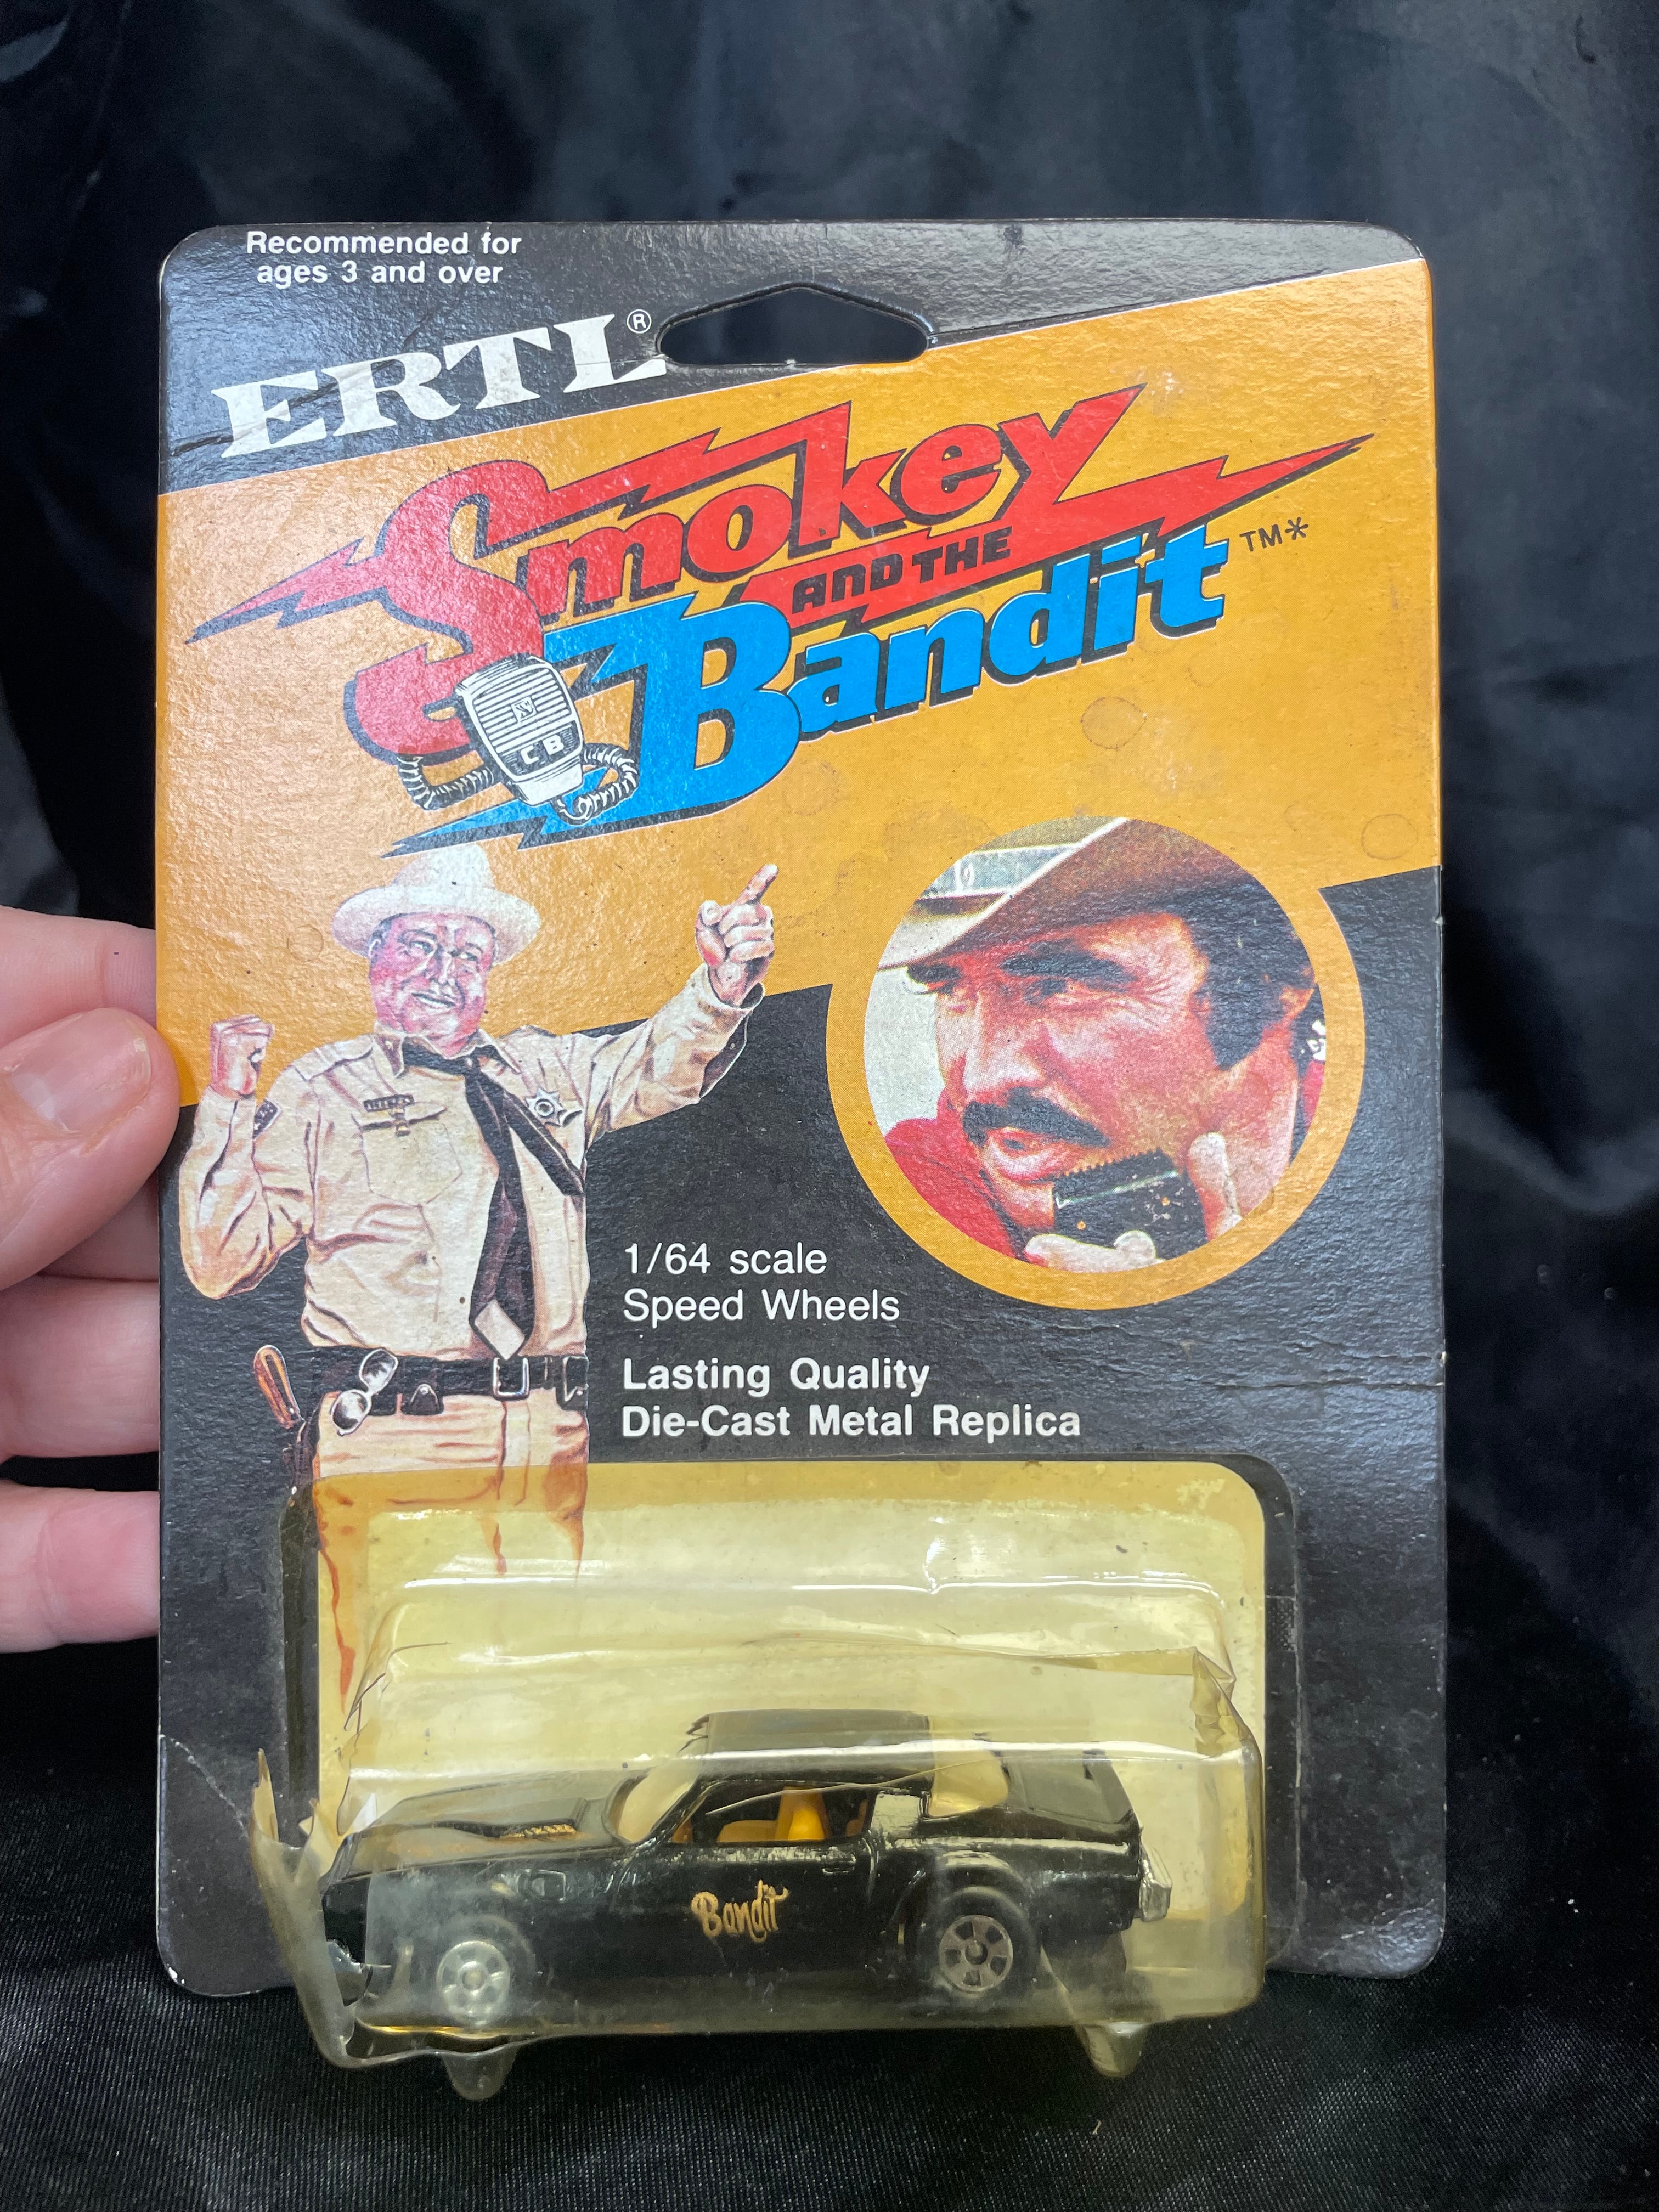 Recommended for
ages 3 and over
ERTL®
Smokey
AND THE
Bandit TM*
CB
1/64 scale
Speed Wheels
Lasting Quality
Die-Cast Metal Replica
Bandit